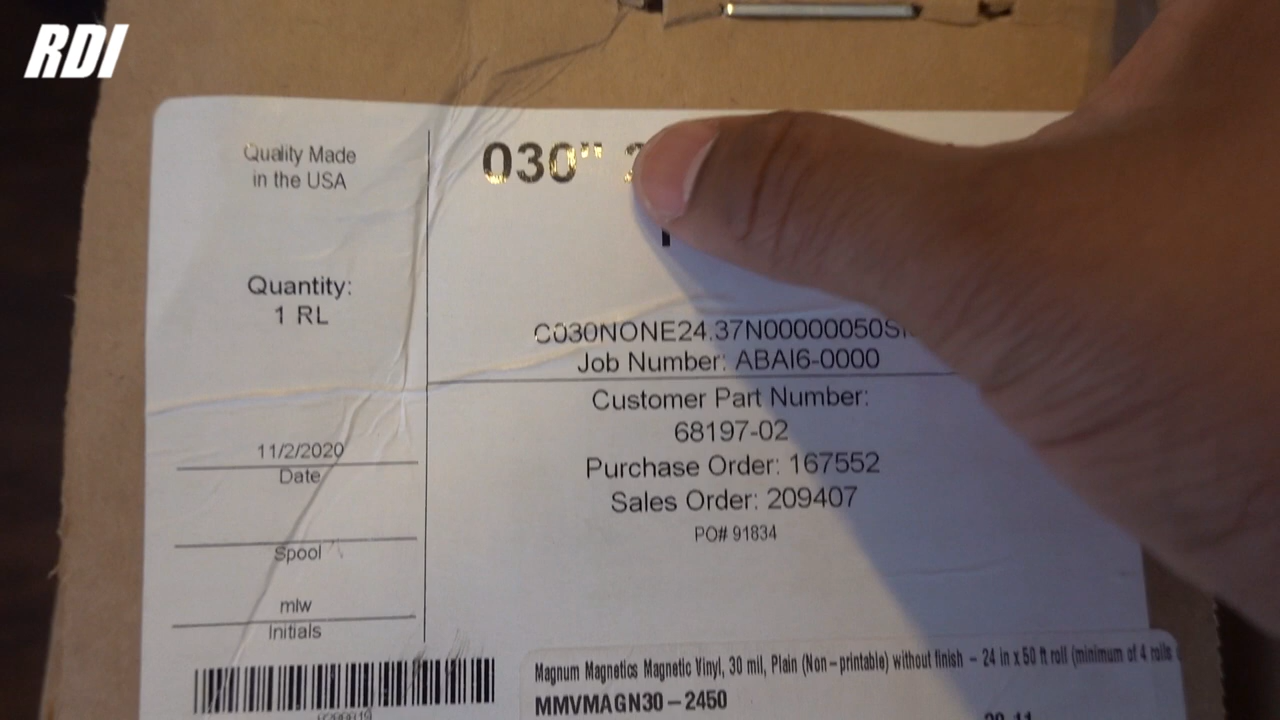 RDI
Quality Made
in the USA
030"
Quantity:
1 RL
C030NONE24.37N00000050S
Job Number: ABAI6-0000
Customer Part Number:
68197-02
Purchase Order: 167552
Sales Order: 209407
PO# 91834
11/2/2020
Date
Spool
mlw
Initials
Magnum Magnetics Magnetic Vinyl, 30 mil, Plain (Non-printable) without finish - 24 in x 50 ft roll (minimum of 4 rolls
MMVMAGN30-2450